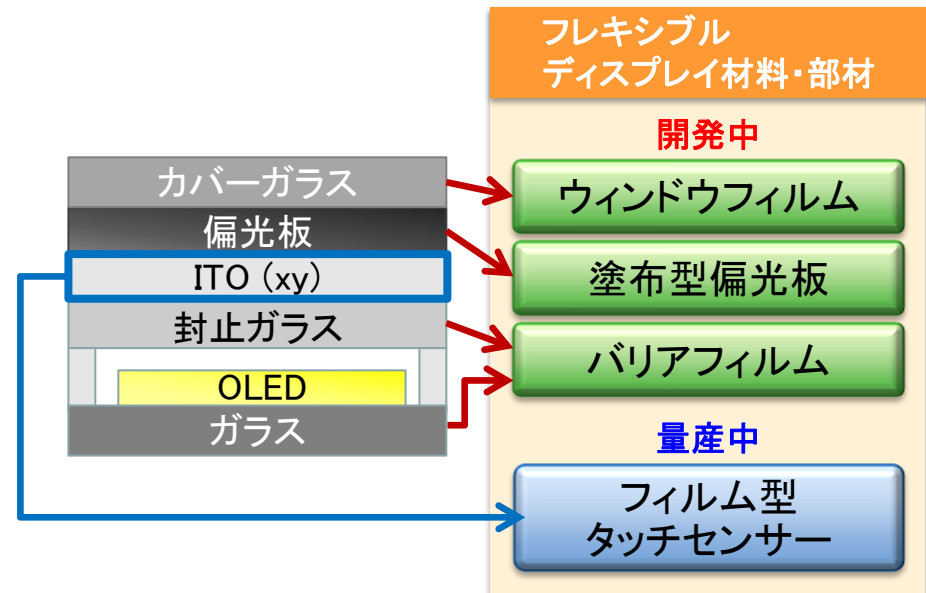 フレキシブル
ディスプレイ材料・部材
開発中
カバーガラス
ウィンドウフィルム
偏光板
ITO (xy)
塗布型偏光板
封止ガラス
バリアフィルム
OLED
ガラス
量産中
フィルム型
タッチセンサー